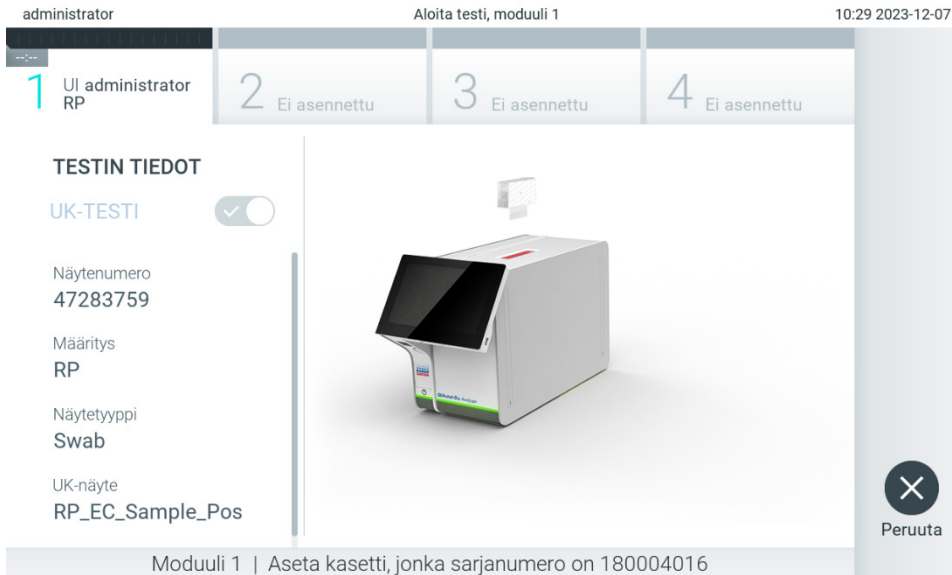 administrator
Aloita testi, moduuli 1
10:29 2023-12-07
--:--
1 UI administrator
RP
2 Ei asennettu
3 Ei asennettu
4 Ei asennettu
TESTIN TIEDOT
UK-TESTI
Näytenumero
47283759
Määritys
RP
Näytetyyppi
Swab
UK-näyte
RP_EC_Sample_Pos
Peruuta
Moduuli 1 | Aseta kasetti, jonka sarjanumero on 180004016